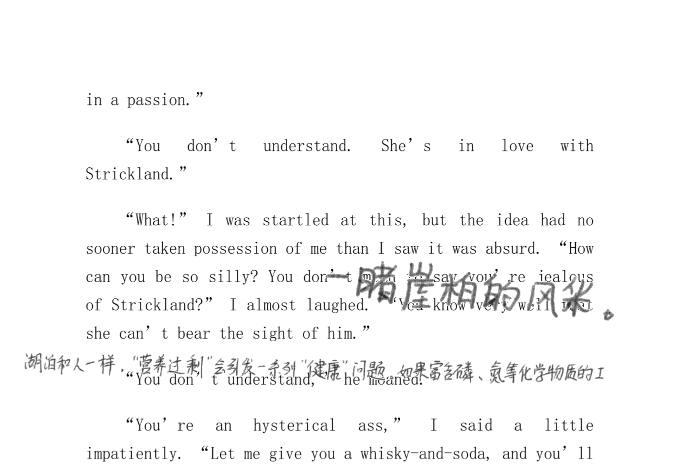 in a passion.”
“You don’t understand. She’s in love with
Strickland.”
“What!” I was startled at this, but the idea had no
sooner taken possession of me than I saw it was absurd. “How
can you be so silly? You don’t say you’re jealous
一睹崖柏的风采。
of Strickland?” I almost laughed. “You know very well
she can’t bear the sight of him.”
湖泊和人一样，“营养过剩”会引发一系列“健康”问题，如果富含磷、氮等化学物质的工
“You don’t understand,” he moaned.
“You’re an hysterical ass,” I said a little
impatiently. “Let me give you a whisky-and-soda, and you’ll